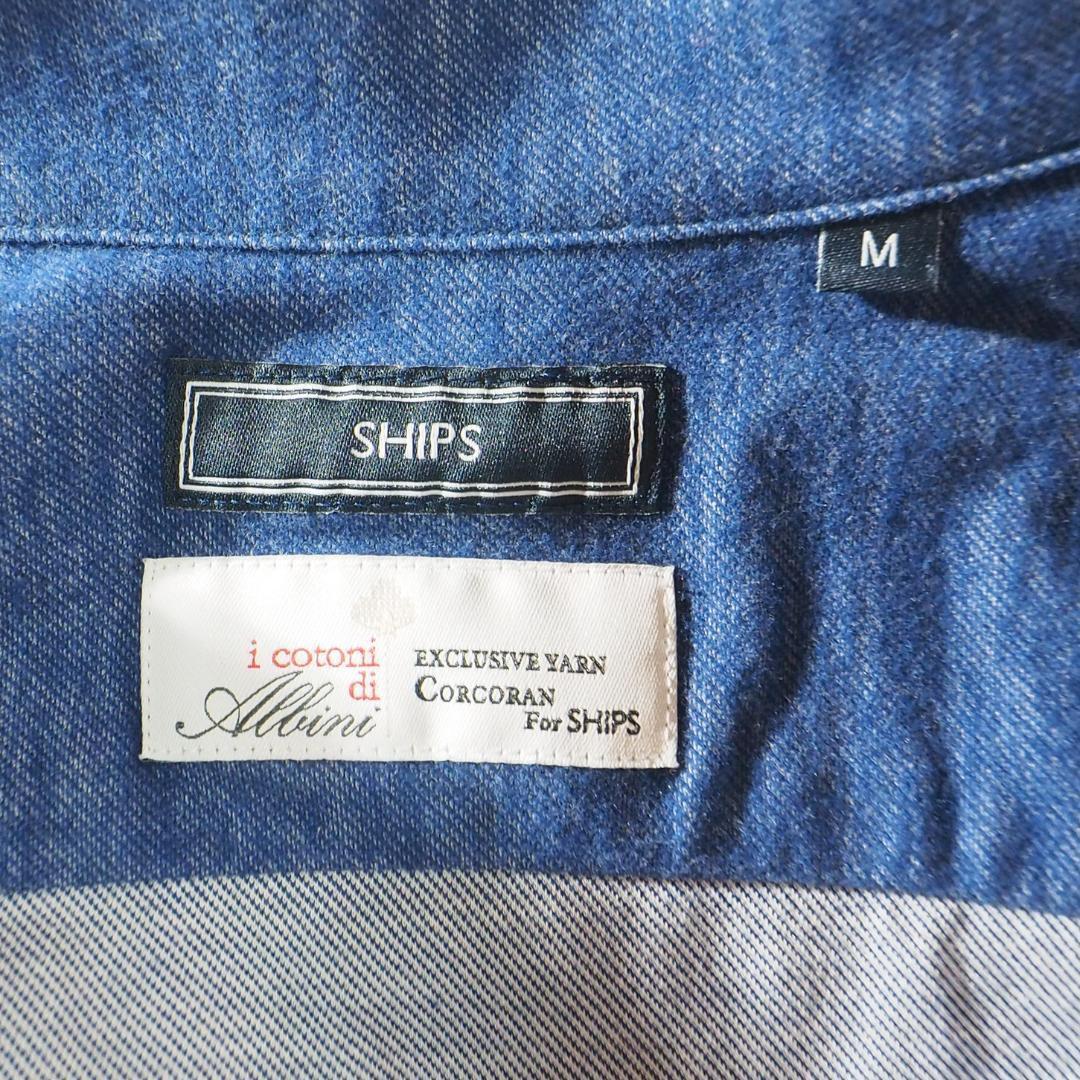 M
SHIPS
i cotoni
di
Albini
EXCLUSIVE YARN
CORCORAN
For SHIPS